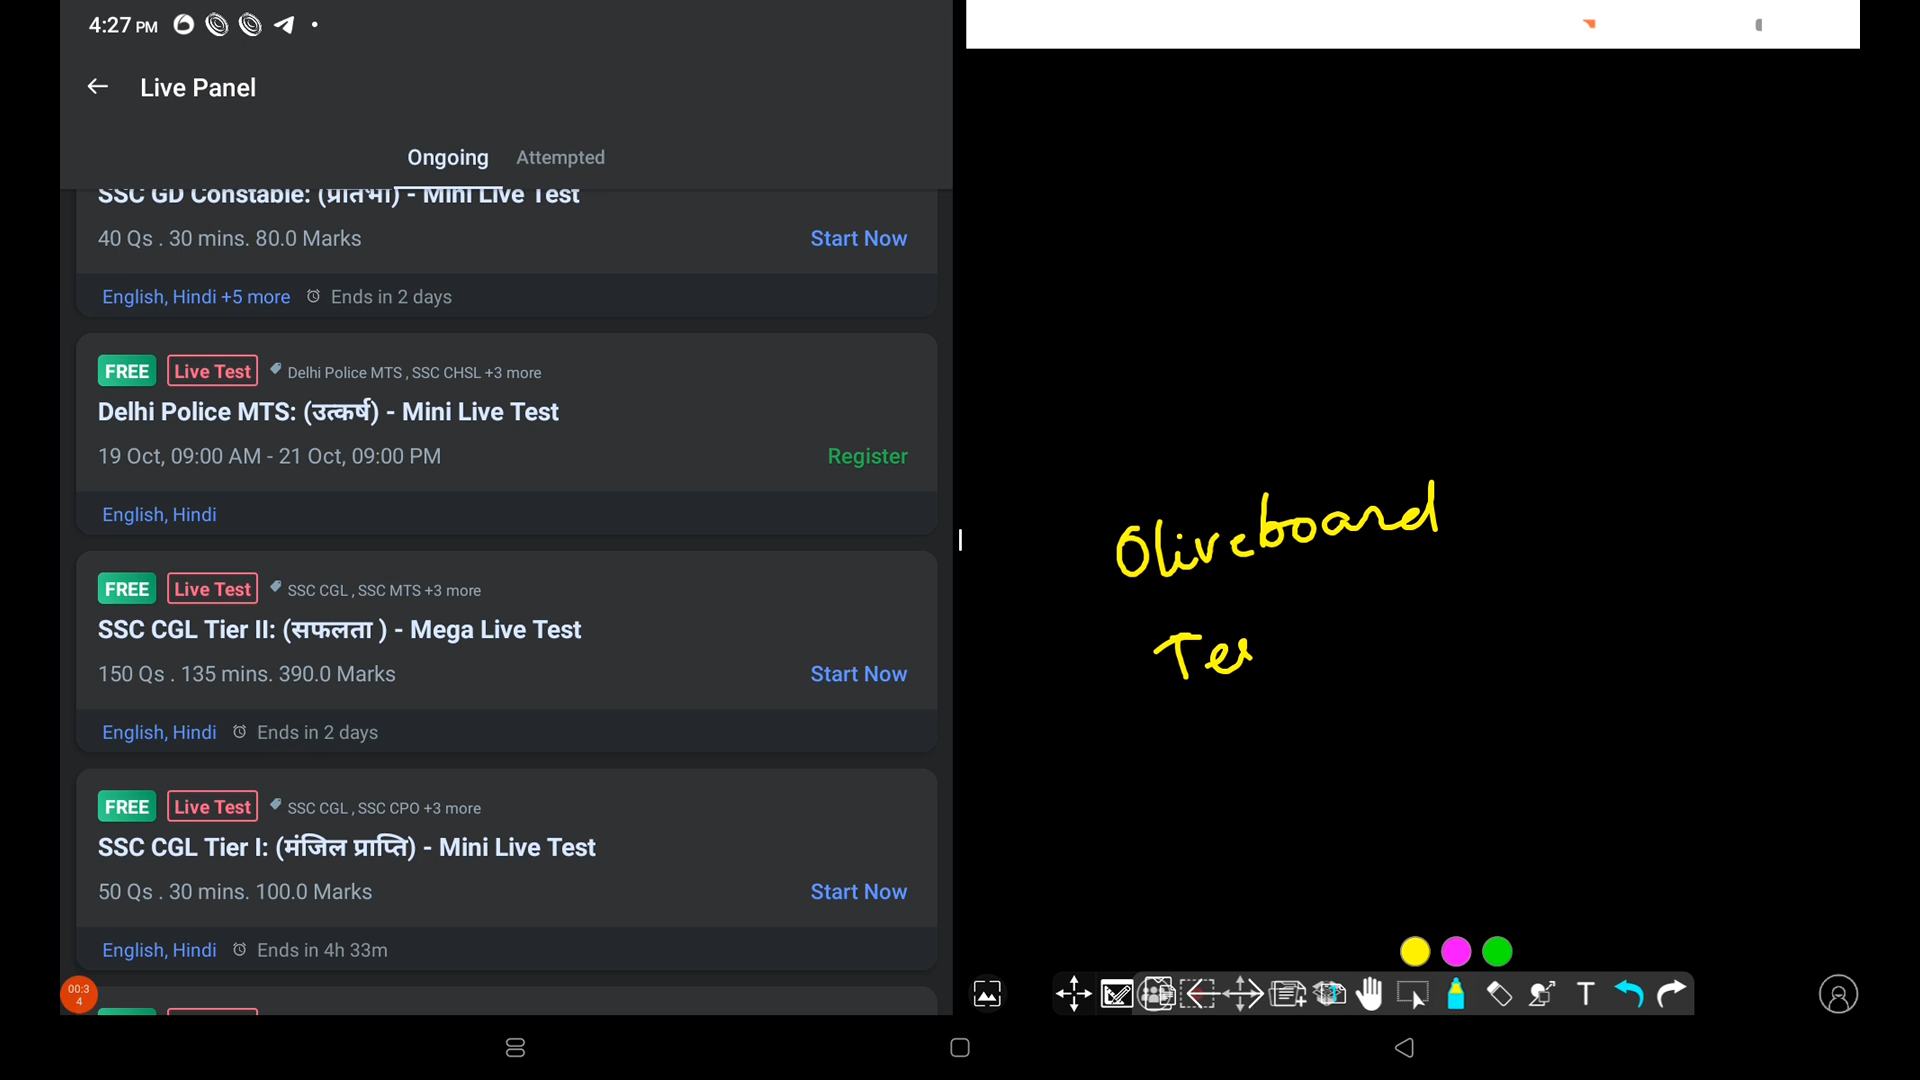 4:27 PM
Live Panel
Ongoing Attempted
SSC GD Constable: (प्रतिभा) - Mini Live Test
40 Qs . 30 mins. 80.0 Marks Start Now
English, Hindi +5 more Ends in 2 days
FREE Live Test Delhi Police MTS , SSC CHSL +3 more
Delhi Police MTS: (उत्कर्ष) - Mini Live Test
19 Oct, 09:00 AM - 21 Oct, 09:00 PM Register
English, Hindi
FREE Live Test SSC CGL , SSC MTS +3 more
SSC CGL Tier II: (सफलता ) - Mega Live Test
150 Qs . 135 mins. 390.0 Marks Start Now
English, Hindi Ends in 2 days
FREE Live Test SSC CGL , SSC CPO +3 more
SSC CGL Tier I: (मंजिल प्राप्ति) - Mini Live Test
50 Qs . 30 mins. 100.0 Marks Start Now
English, Hindi Ends in 4h 33m
00:34
Oliveboard
Tes
T